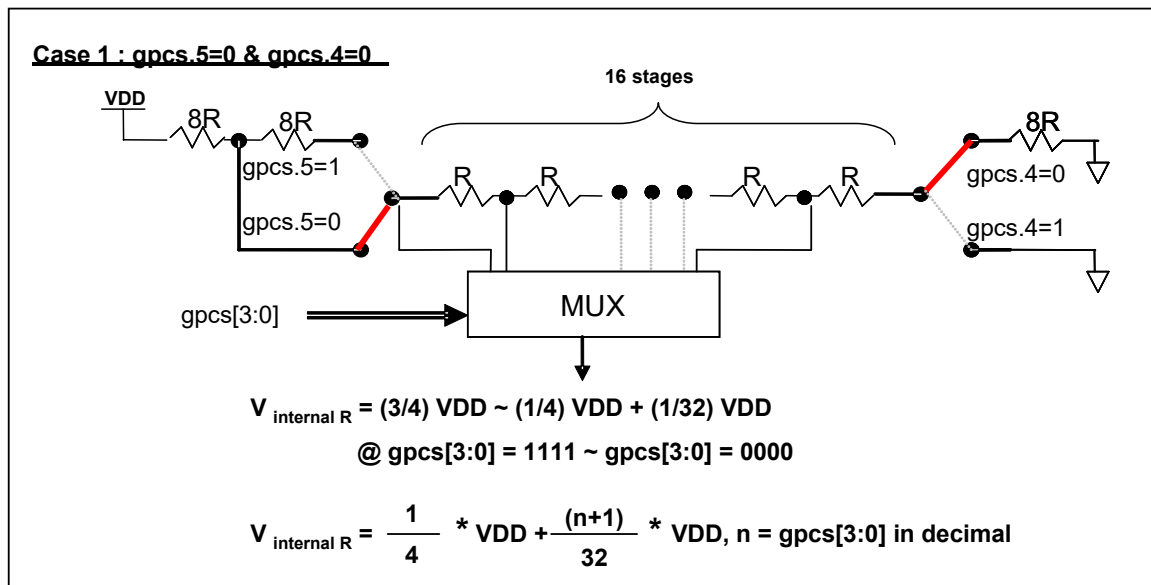 Case 1 : gpcs.5=0 & gpcs.4=0
16 stages
VDD
8R
8R
8R
gpcs.5=1
gpcs.4=0
R
R
R
R
gpcs.5=0
gpcs.4=1
gpcs[3:0]
MUX
V internal R = (3/4) VDD ~ (1/4) VDD + (1/32) VDD
@ gpcs[3:0] = 1111 ~ gpcs[3:0] = 0000
V internal R = 1/4 * VDD + (n+1)/32 * VDD, n = gpcs[3:0] in decimal